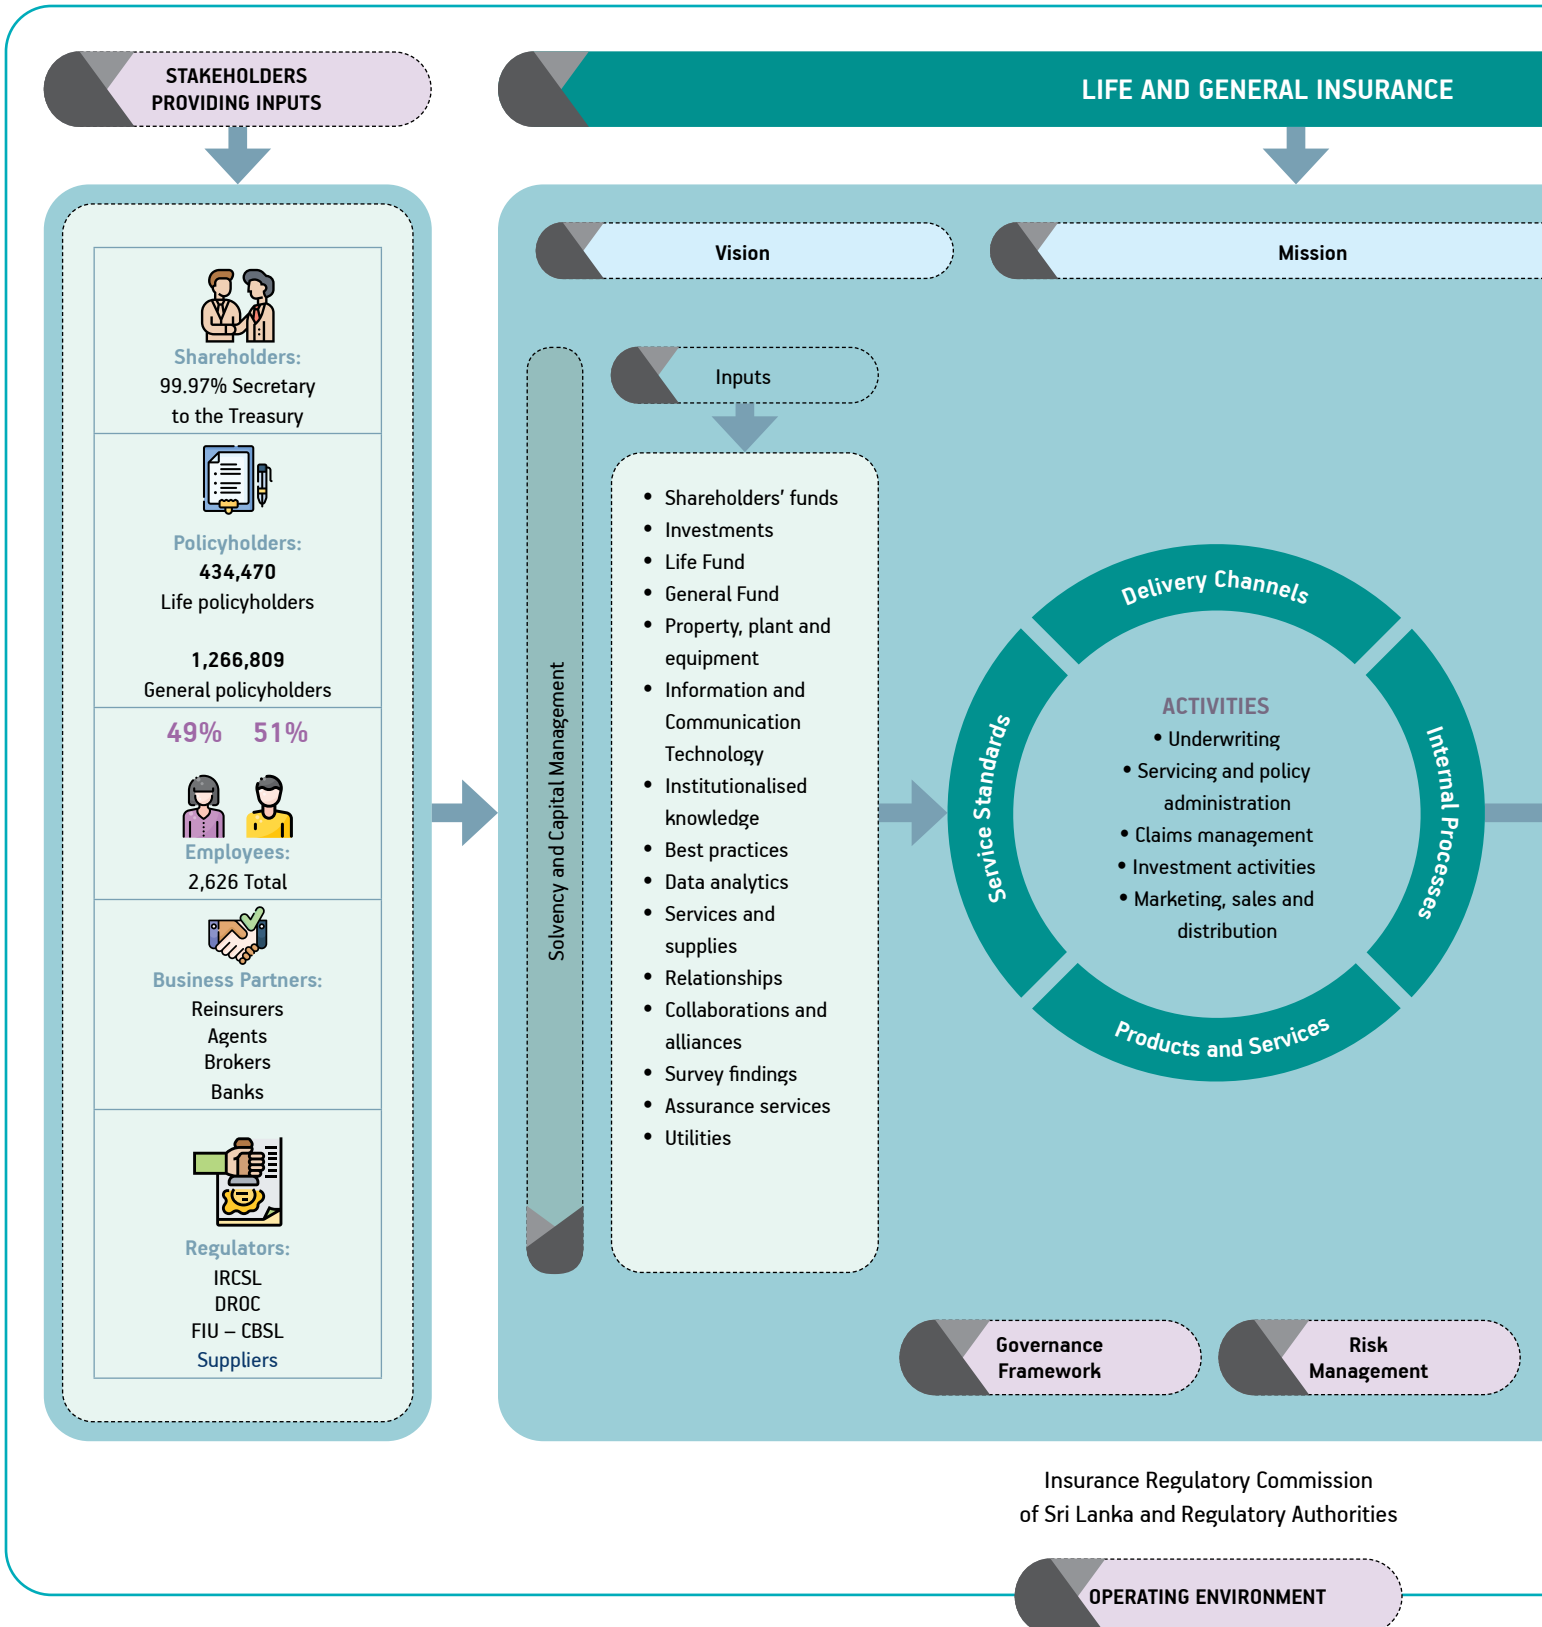 STAKEHOLDERS
PROVIDING INPUTS
LIFE AND GENERAL INSURANCE
Shareholders:
99.97% Secretary
to the Treasury
Policyholders:
434,470
Life policyholders
1,266,809
General policyholders
49% 51%
Employees:
2,626 Total
Business Partners:
Reinsurers
Agents
Brokers
Banks
Regulators:
IRCSL
DROC
FIU – CBSL
Suppliers
Vision
Mission
Solvency and Capital Management
Inputs
• Shareholders’ funds
• Investments
• Life Fund
• General Fund
• Property, plant and
equipment
• Information and
Communication
Technology
• Institutionalised
knowledge
• Best practices
• Data analytics
• Services and
supplies
• Relationships
• Collaborations and
alliances
• Survey findings
• Assurance services
• Utilities
Delivery Channels
Service Standards
Internal Processes
Products and Services
ACTIVITIES
• Underwriting
• Servicing and policy
administration
• Claims management
• Investment activities
• Marketing, sales and
distribution
Governance
Framework
Risk
Management
Insurance Regulatory Commission
of Sri Lanka and Regulatory Authorities
OPERATING ENVIRONMENT